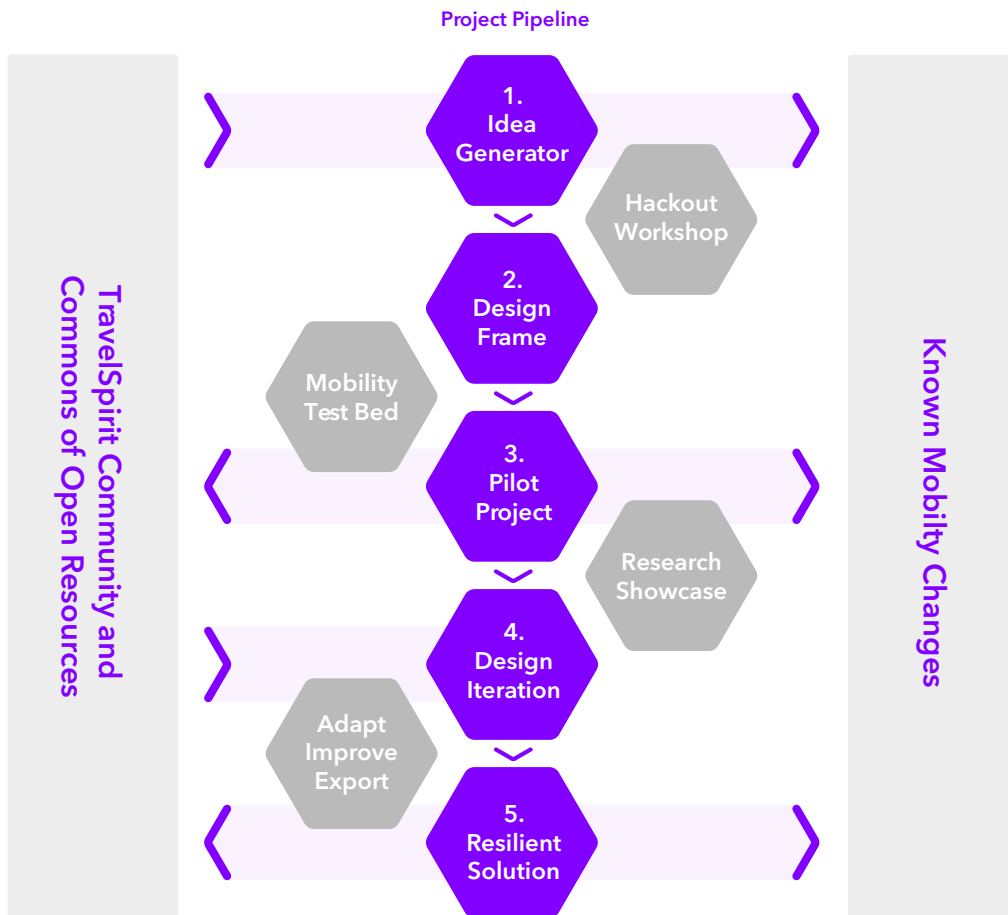 Project Pipeline
1.
Idea
Generator
Hackout
Workshop
2.
Design
Frame
Mobility
Test Bed
3.
Pilot
Project
Research
Showcase
4.
Design
Iteration
Adapt
Improve
Export
5.
Resilient
Solution
TravelSpirit Community and
Commons of Open Resources
Known Mobilty Changes